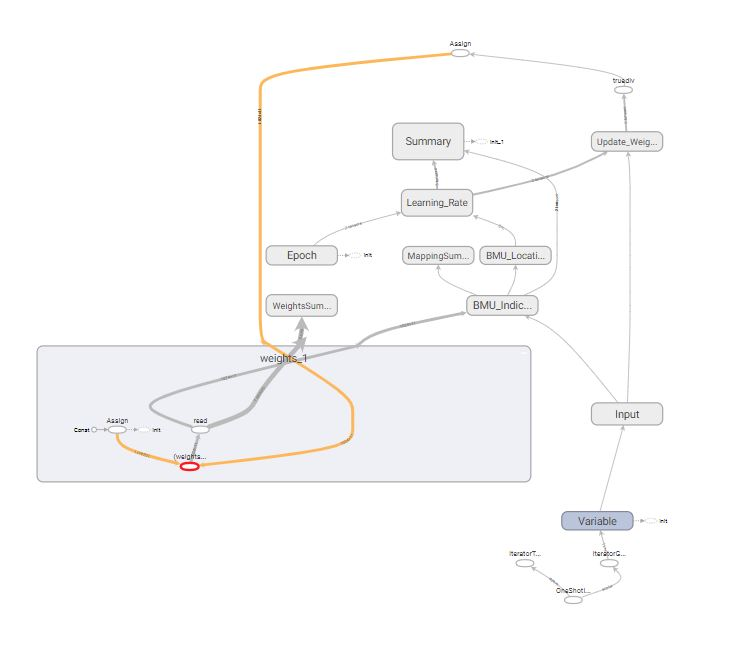 Assign
truediv
Summary
Init_1
Update_Weig...
Learning_Rate
Epoch
Init
MappingSum...
BMU_Locati...
WeightsSum...
BMU_Indic...
weights_1
Input
Assign
read
Const
Init
(weights...
Variable
Init
IteratorT...
IteratorG...
OneShotI...